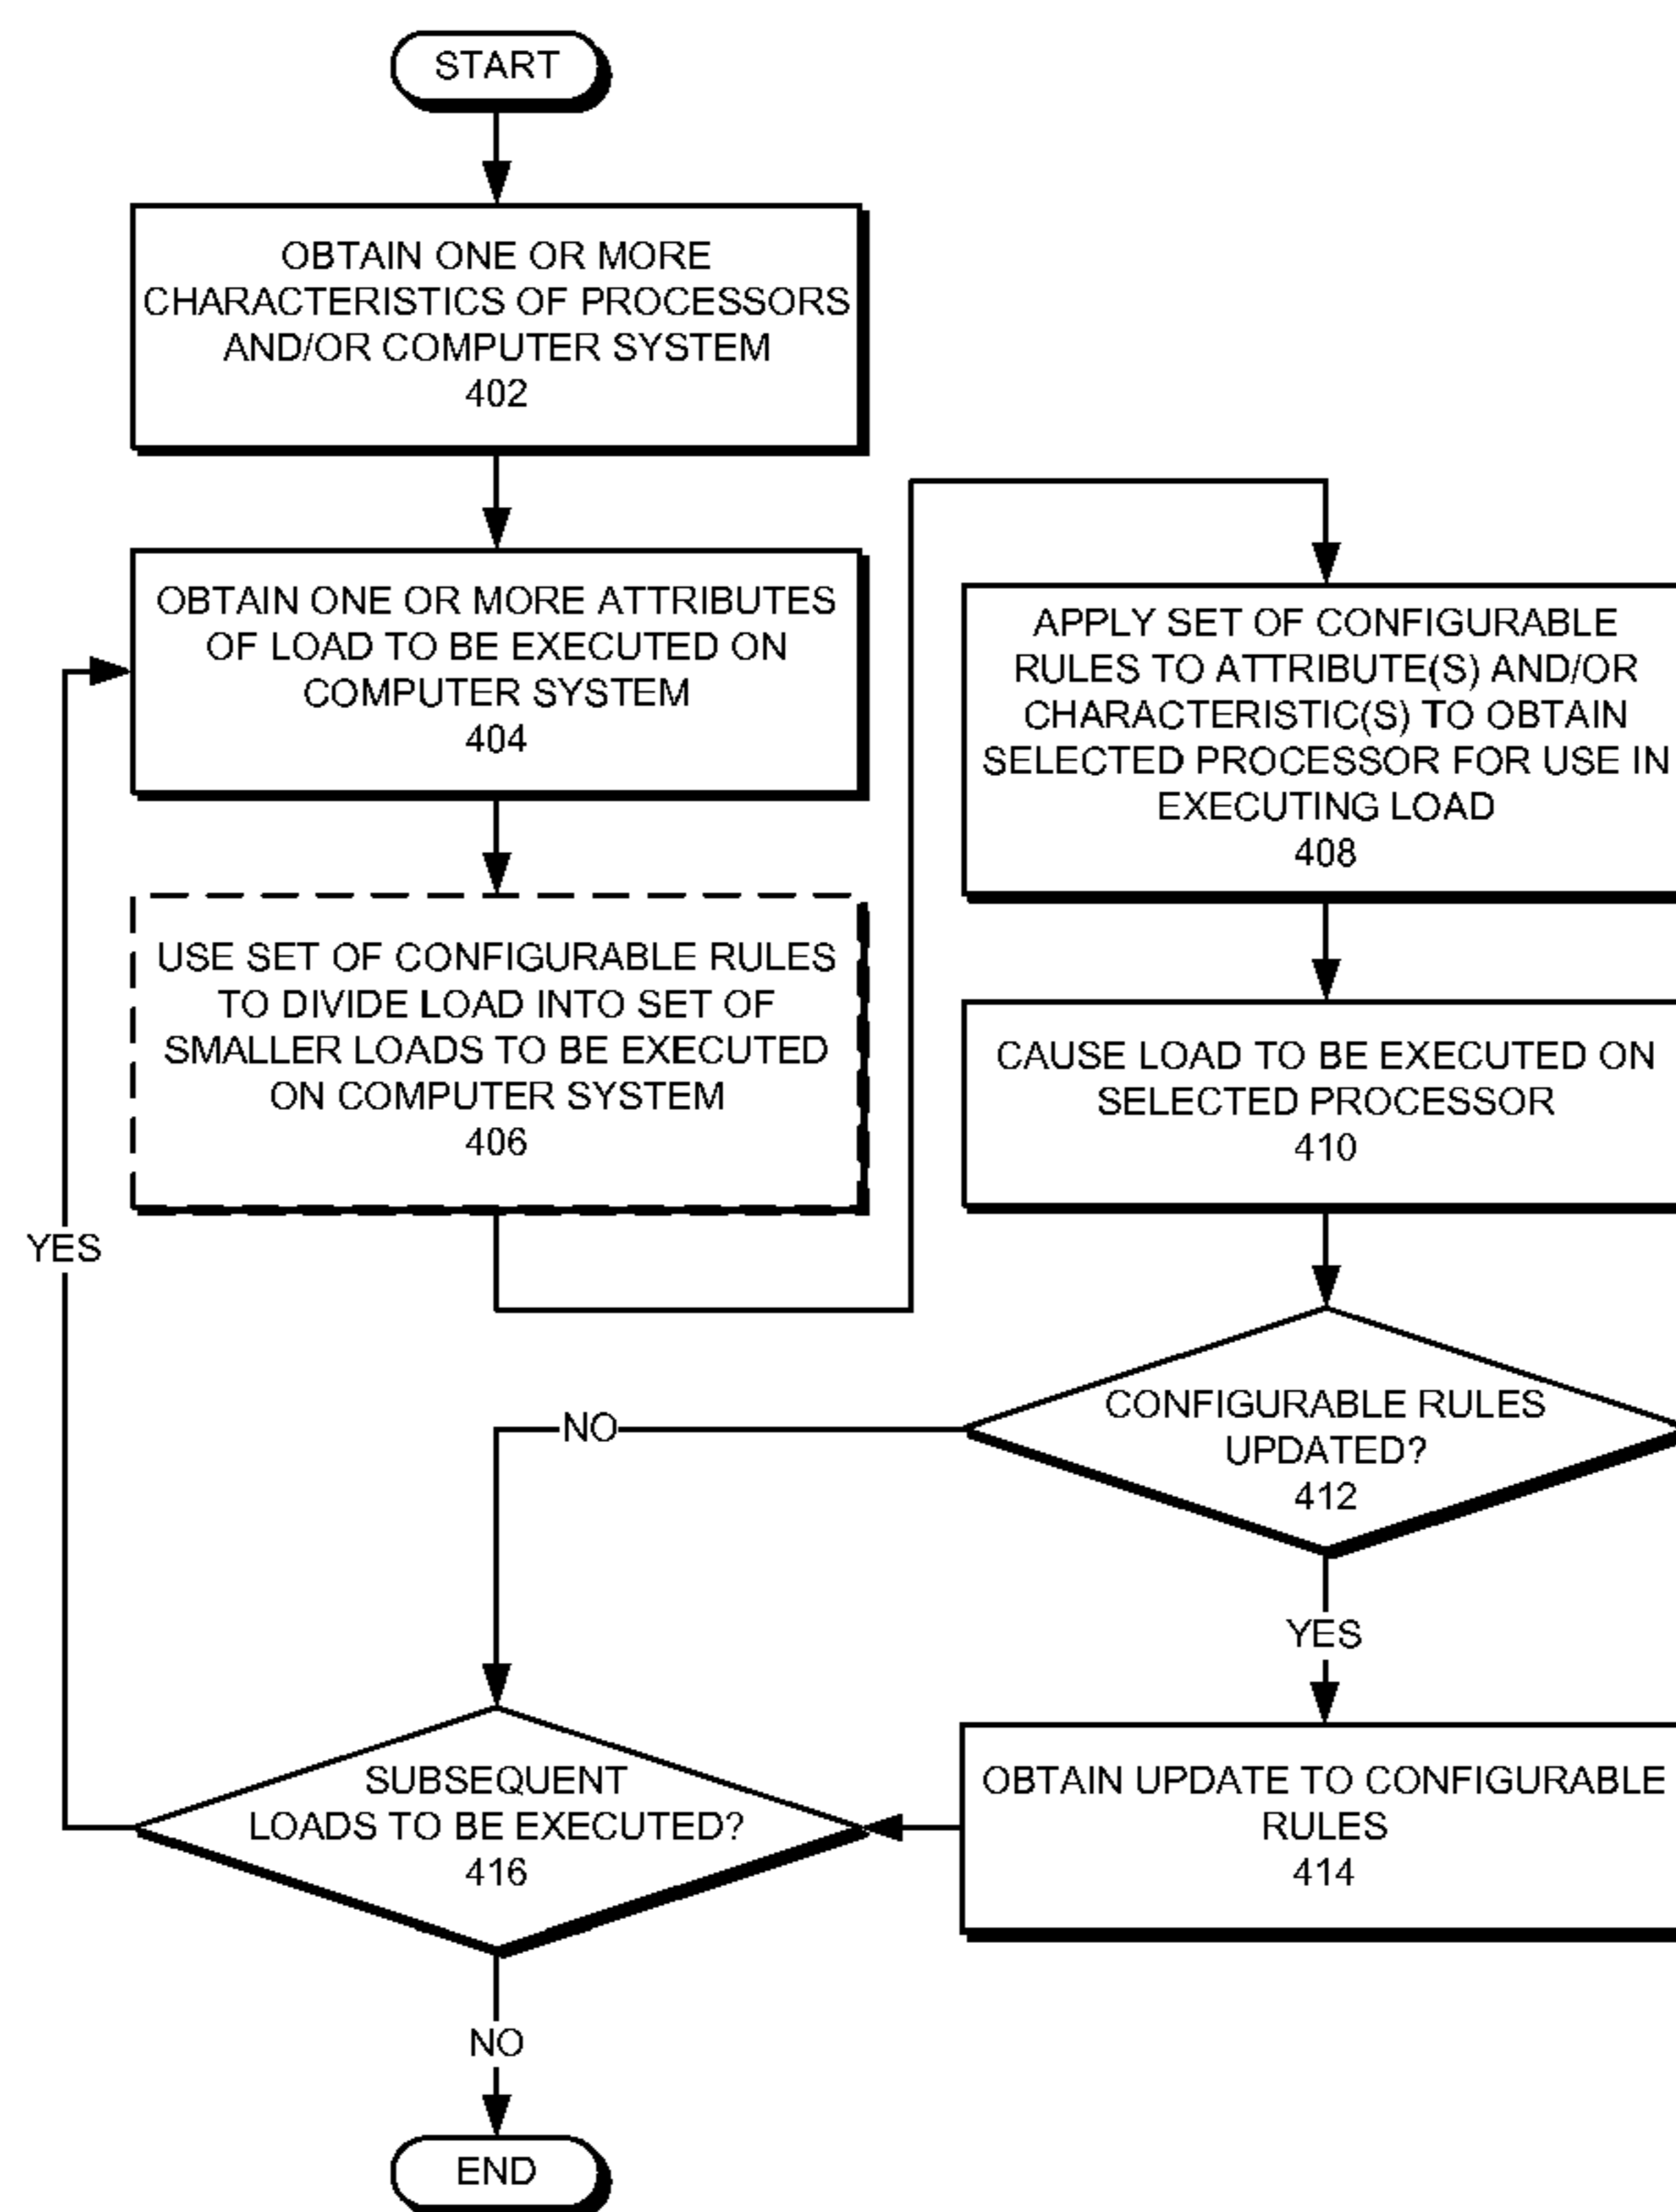 START
OBTAIN ONE OR MORE
CHARACTERISTICS OF PROCESSORS
AND/OR COMPUTER SYSTEM
402
OBTAIN ONE OR MORE ATTRIBUTES
OF LOAD TO BE EXECUTED ON
COMPUTER SYSTEM
404
USE SET OF CONFIGURABLE RULES
TO DIVIDE LOAD INTO SET OF
SMALLER LOADS TO BE EXECUTED
ON COMPUTER SYSTEM
406
APPLY SET OF CONFIGURABLE
RULES TO ATTRIBUTE(S) AND/OR
CHARACTERISTIC(S) TO OBTAIN
SELECTED PROCESSOR FOR USE IN
EXECUTING LOAD
408
CAUSE LOAD TO BE EXECUTED ON
SELECTED PROCESSOR
410
CONFIGURABLE RULES
UPDATED?
412
NO
YES
OBTAIN UPDATE TO CONFIGURABLE
RULES
414
SUBSEQUENT
LOADS TO BE EXECUTED?
416
YES
NO
END